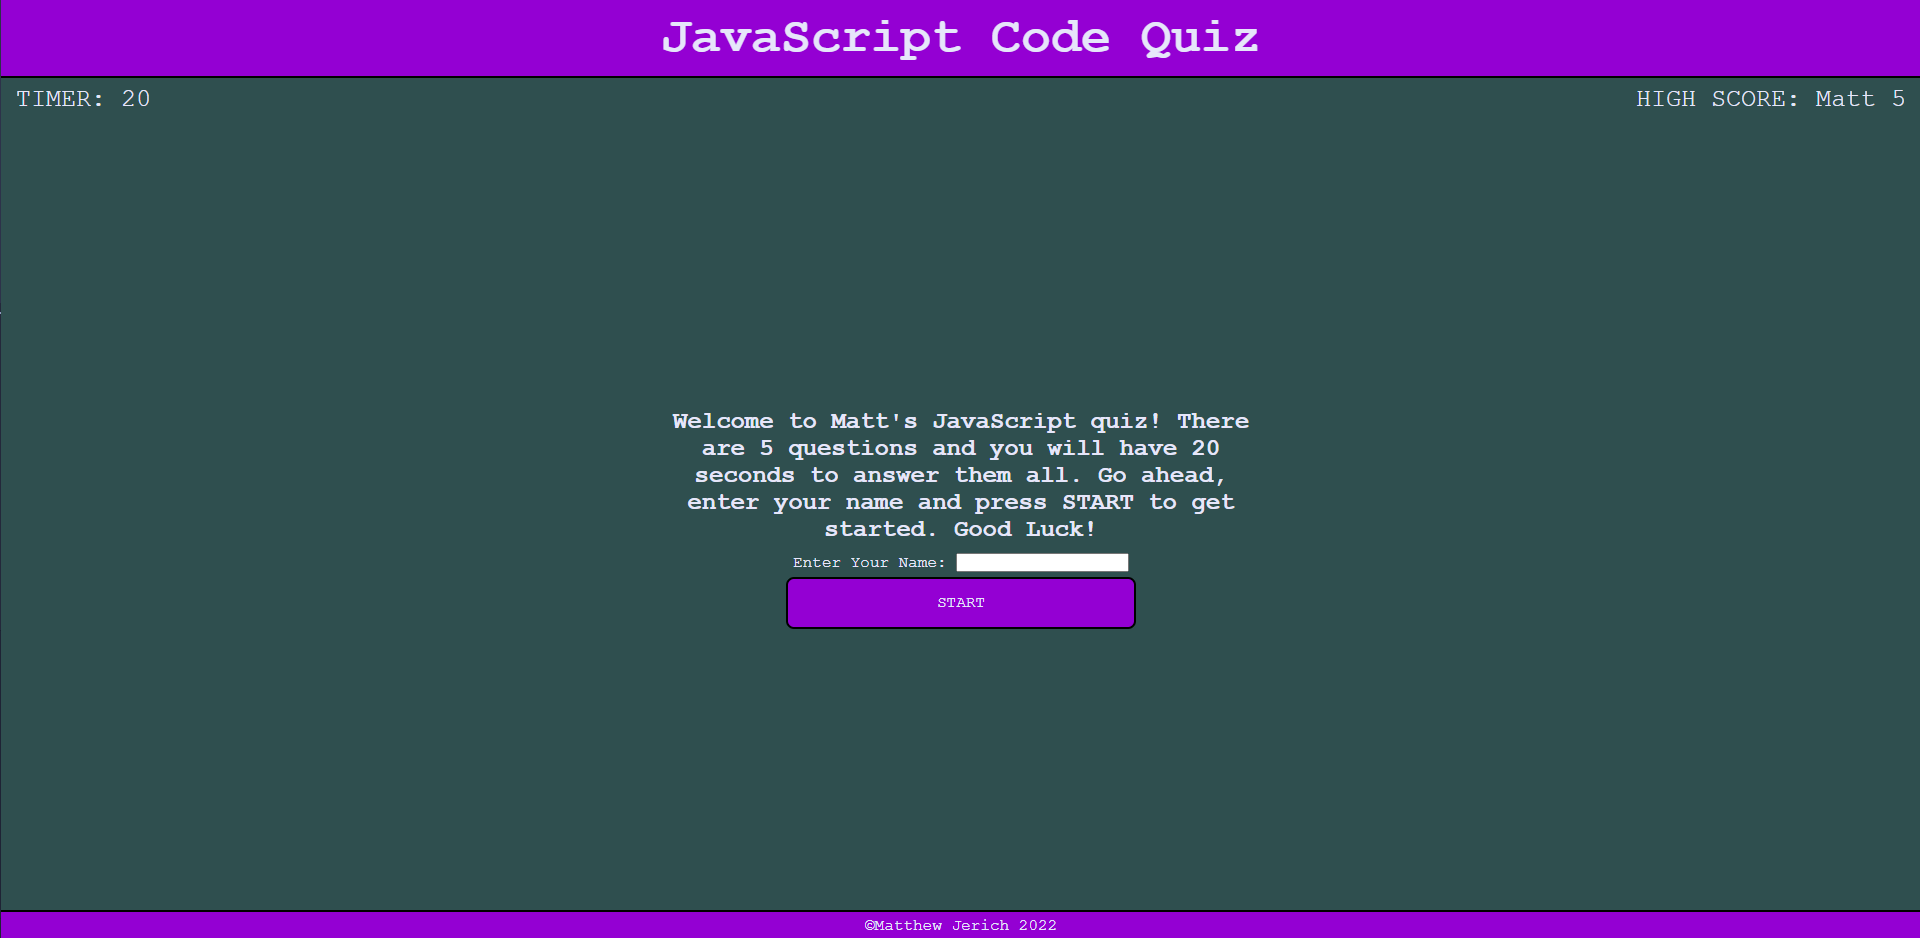 JavaScript Code Quiz
TIMER: 20
HIGH SCORE: Matt 5
Welcome to Matt's JavaScript quiz! There
are 5 questions and you will have 20
seconds to answer them all. Go ahead,
enter your name and press START to get
started. Good Luck!
Enter Your Name:
START
©Matthew Jerich 2022